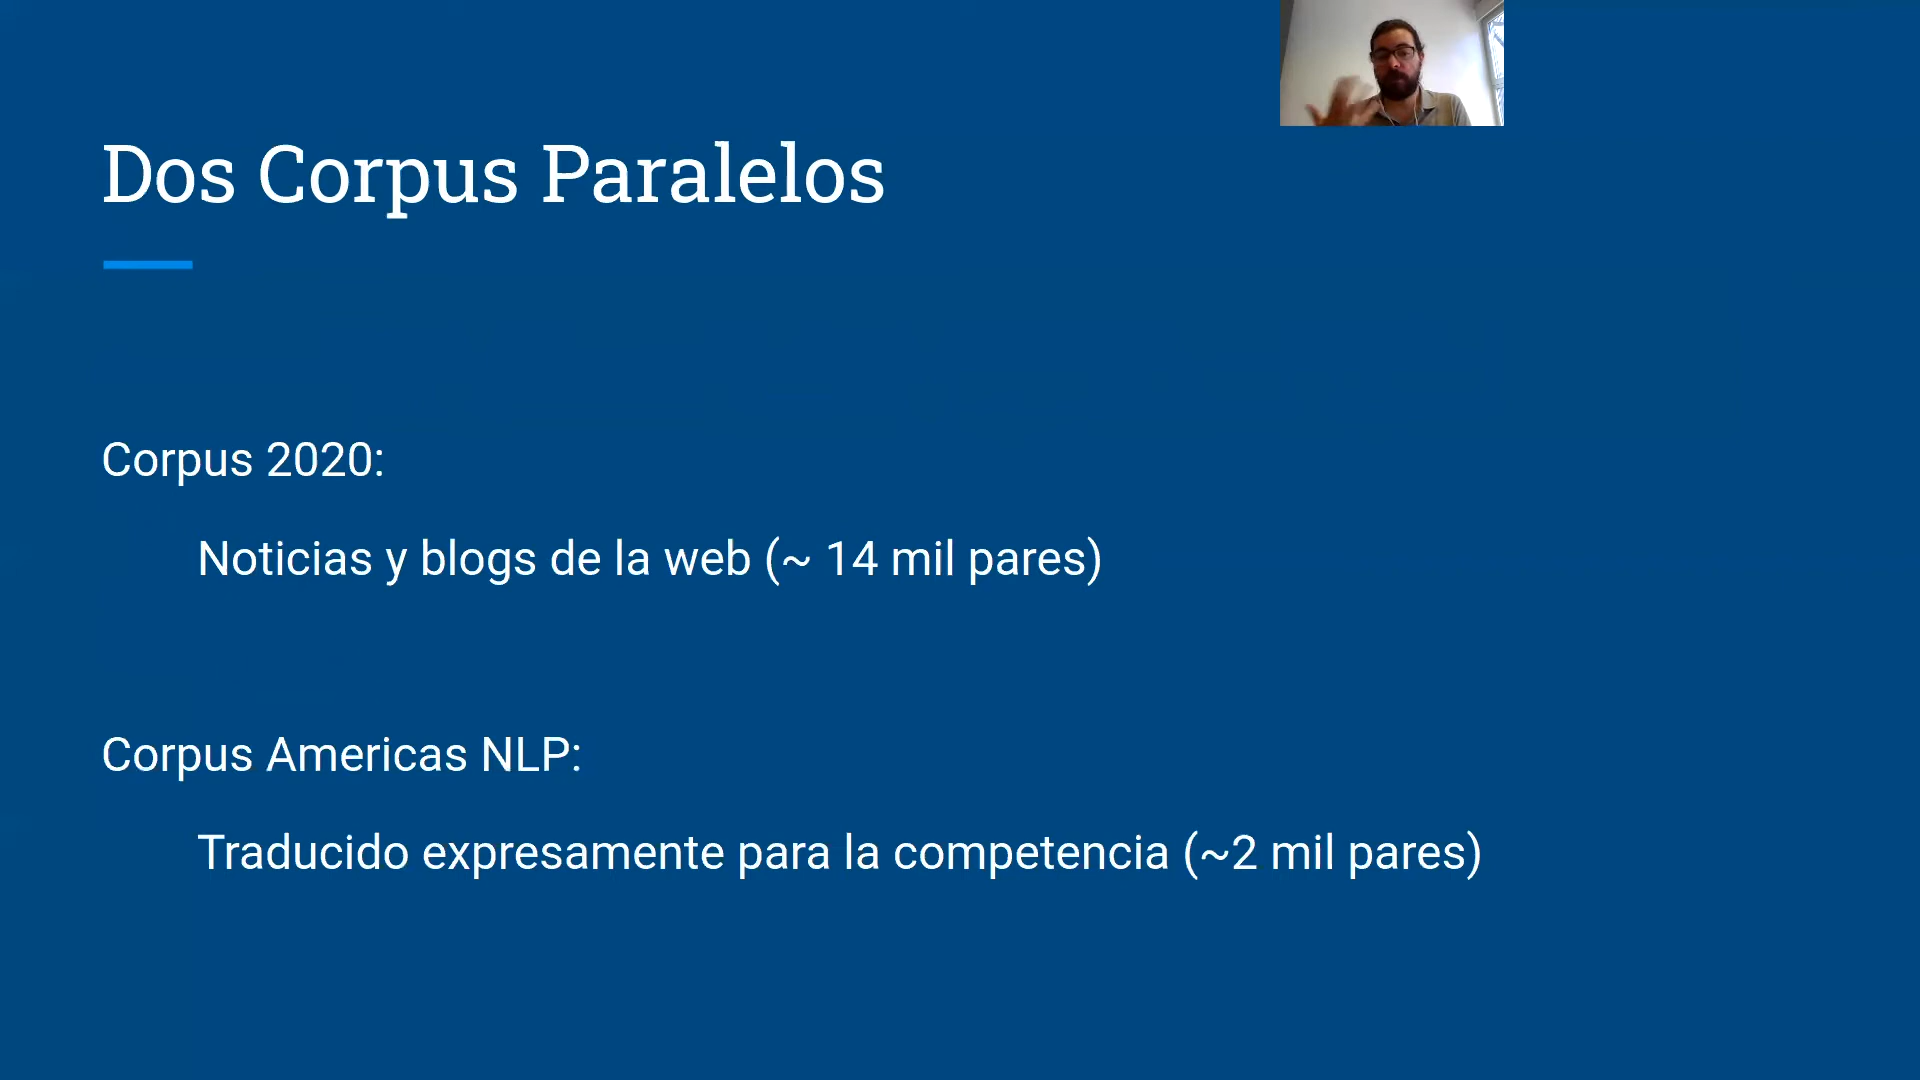 Dos Corpus Paralelos
Corpus 2020:
Noticias y blogs de la web (~ 14 mil pares)
Corpus Americas NLP:
Traducido expresamente para la competencia (~2 mil pares)